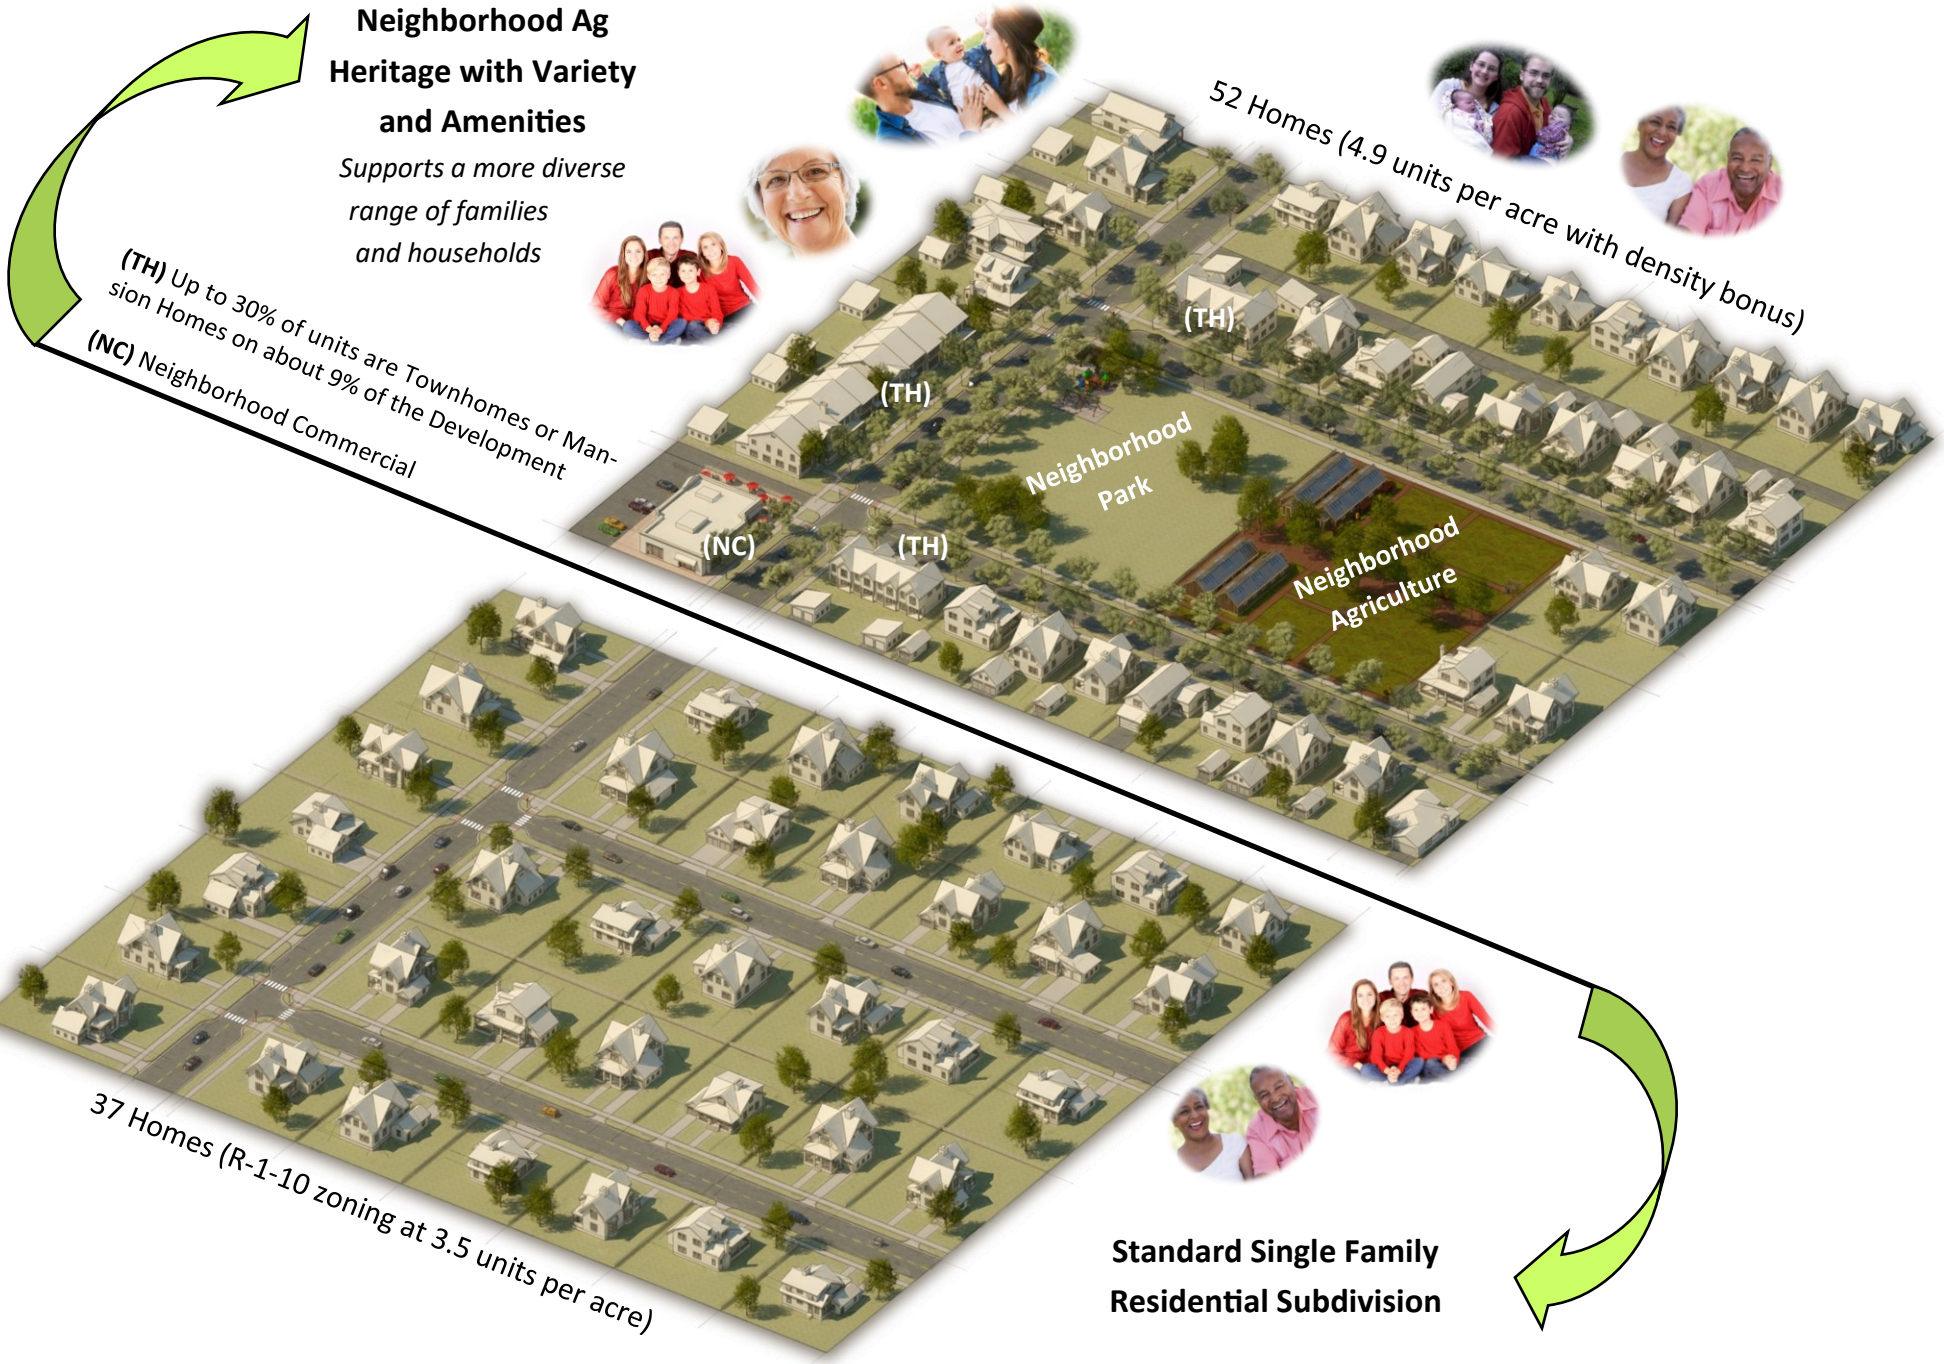 Neighborhood Ag
Heritage with Variety
and Amenities
Supports a more diverse
range of families
and households
(TH) Up to 30% of units are Townhomes or Man-
sion Homes on about 9% of the Development
(NC) Neighborhood Commercial
52 Homes (4.9 units per acre with density bonus)
(TH)
(TH)
Neighborhood
Park
(NC)
(TH)
Neighborhood
Agriculture
37 Homes (R-1-10 zoning at 3.5 units per acre)
Standard Single Family
Residential Subdivision